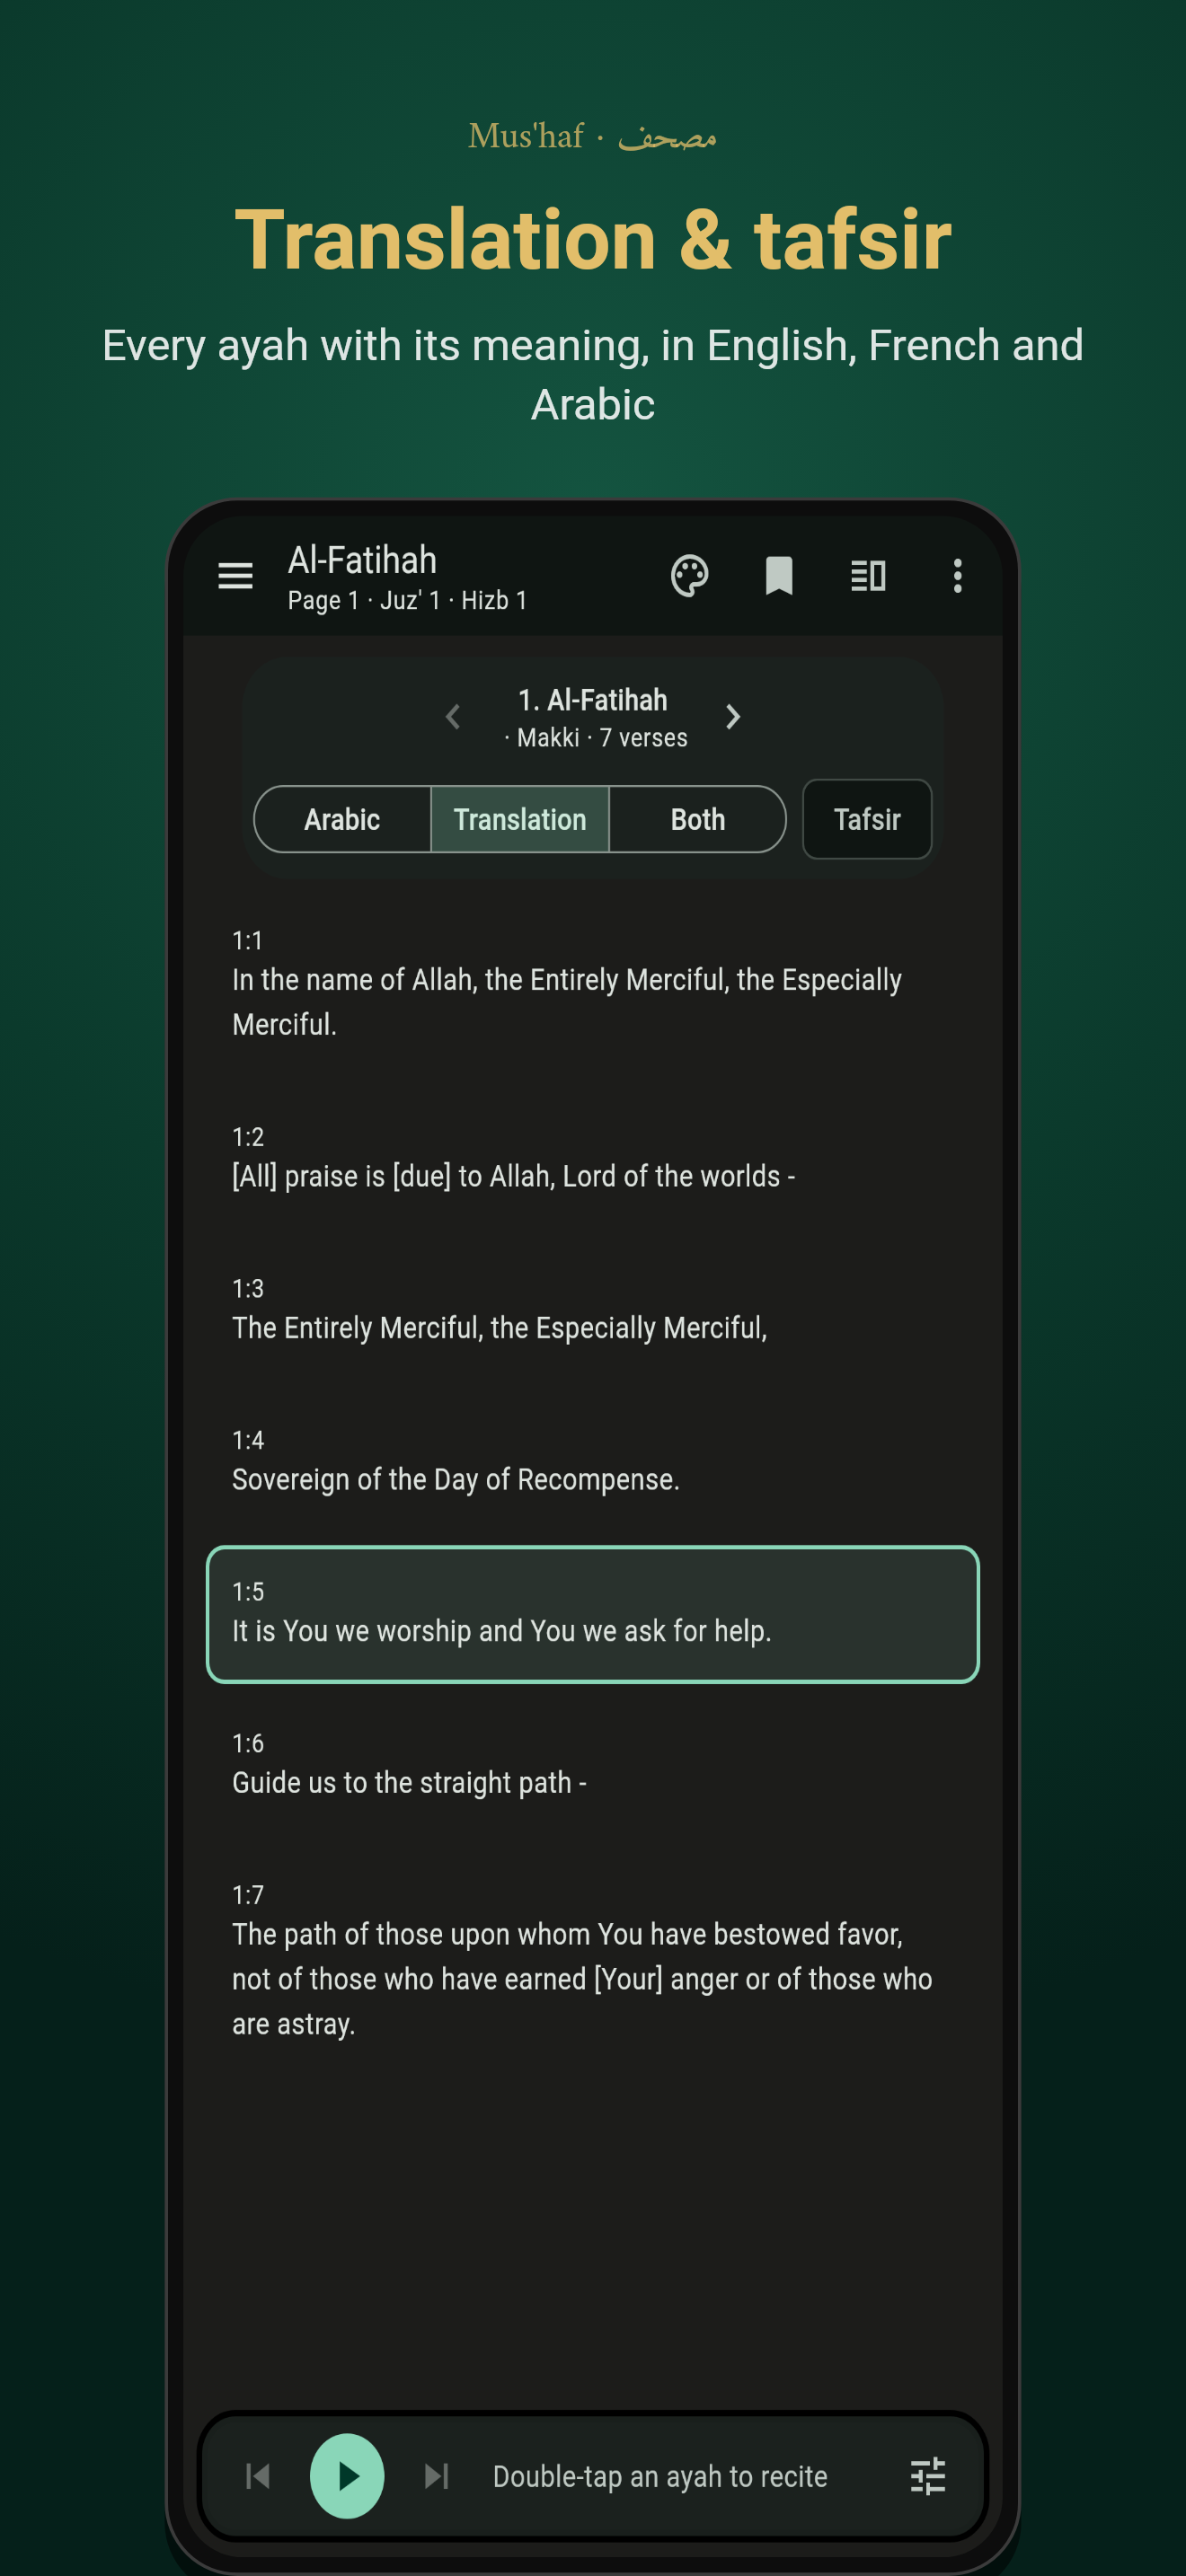 Mus'haf · مصحف
Translation & tafsir
Every ayah with its meaning, in English, French and
Arabic
Al-Fatihah
Page 1 · Juz' 1 · Hizb 1
1. Al-Fatihah
· Makki · 7 verses
Arabic
Translation
Both
Tafsir
1:1
In the name of Allah, the Entirely Merciful, the Especially
Merciful.
1:2
[All] praise is [due] to Allah, Lord of the worlds -
1:3
The Entirely Merciful, the Especially Merciful,
1:4
Sovereign of the Day of Recompense.
1:5
It is You we worship and You we ask for help.
1:6
Guide us to the straight path -
1:7
The path of those upon whom You have bestowed favor,
not of those who have earned [Your] anger or of those who
are astray.
Double-tap an ayah to recite